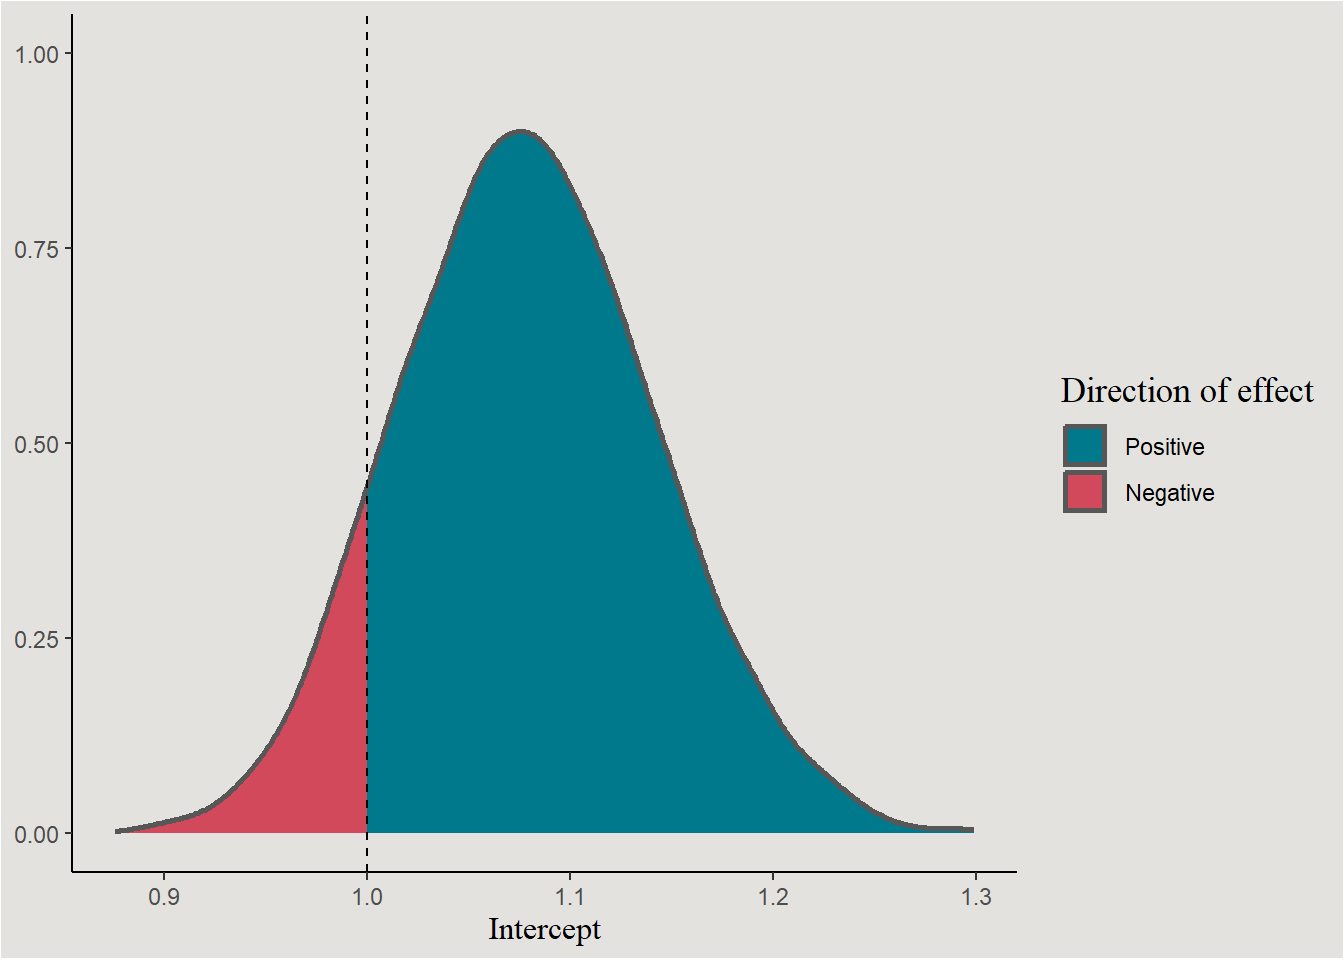 1.00
0.75
0.50
0.25
0.00
0.9 1.0 1.1 1.2 1.3
Intercept
Direction of effect
Positive
Negative